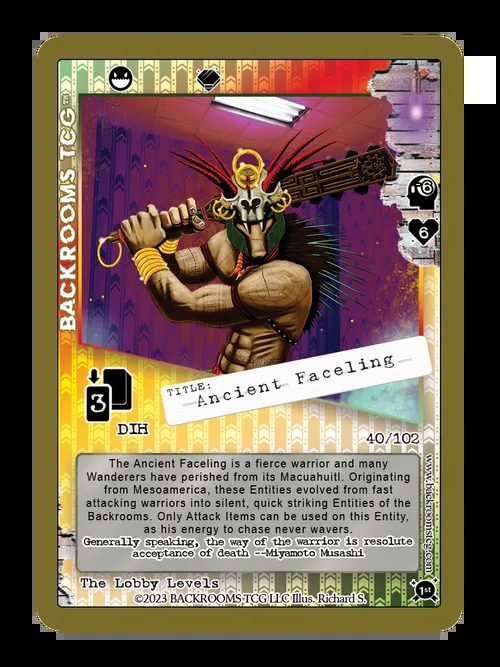 BACKROOMS TCG™
6
6
TITLE:
Ancient Faceling
3
DIH
40/102
The Ancient Faceling is a fierce warrior and many
Wanderers have perished from its Macuahuitl. Originating
from Mesoamerica, these Entities evolved from fast
attacking warriors into silent, quick striking Entities of the
Backrooms. Only Attack Items can be used on this Entity,
as his energy to chase never wavers.
Generally speaking, the way of the warrior is resolute
acceptance of death --Miyamoto Musashi
www.backroomstcg.com
The Lobby Levels
©2023 BACKROOMS TCG LLC Illus. Richard S.
1st